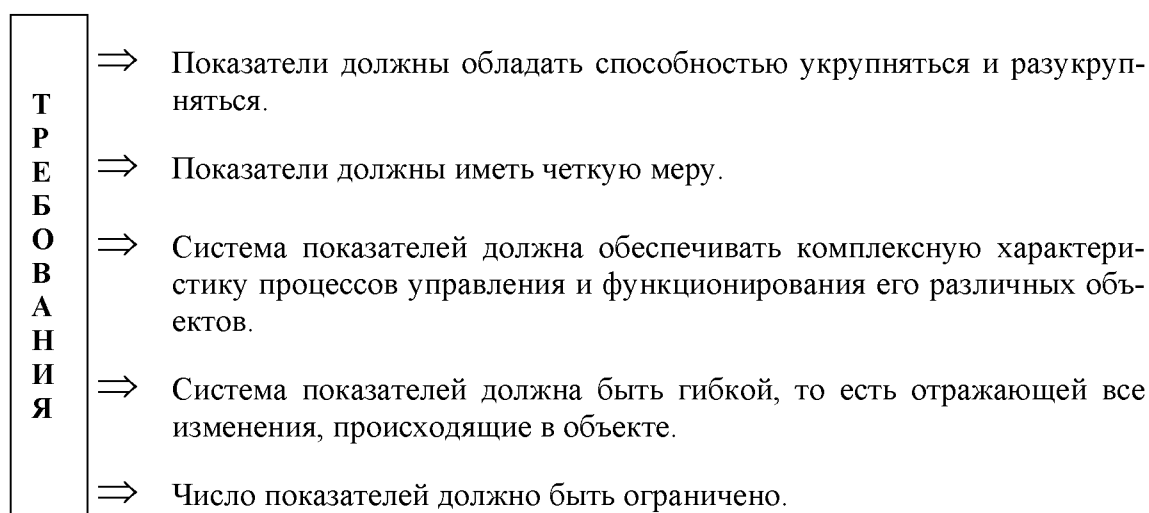 ТРЕБОВАНИЯ
⇒ Показатели должны обладать способностью укрупняться и разукруп-
няться.
⇒ Показатели должны иметь четкую меру.
⇒ Система показателей должна обеспечивать комплексную характери-
стику процессов управления и функционирования его различных объ-
ектов.
⇒ Система показателей должна быть гибкой, то есть отражающей все
изменения, происходящие в объекте.
⇒ Число показателей должно быть ограничено.